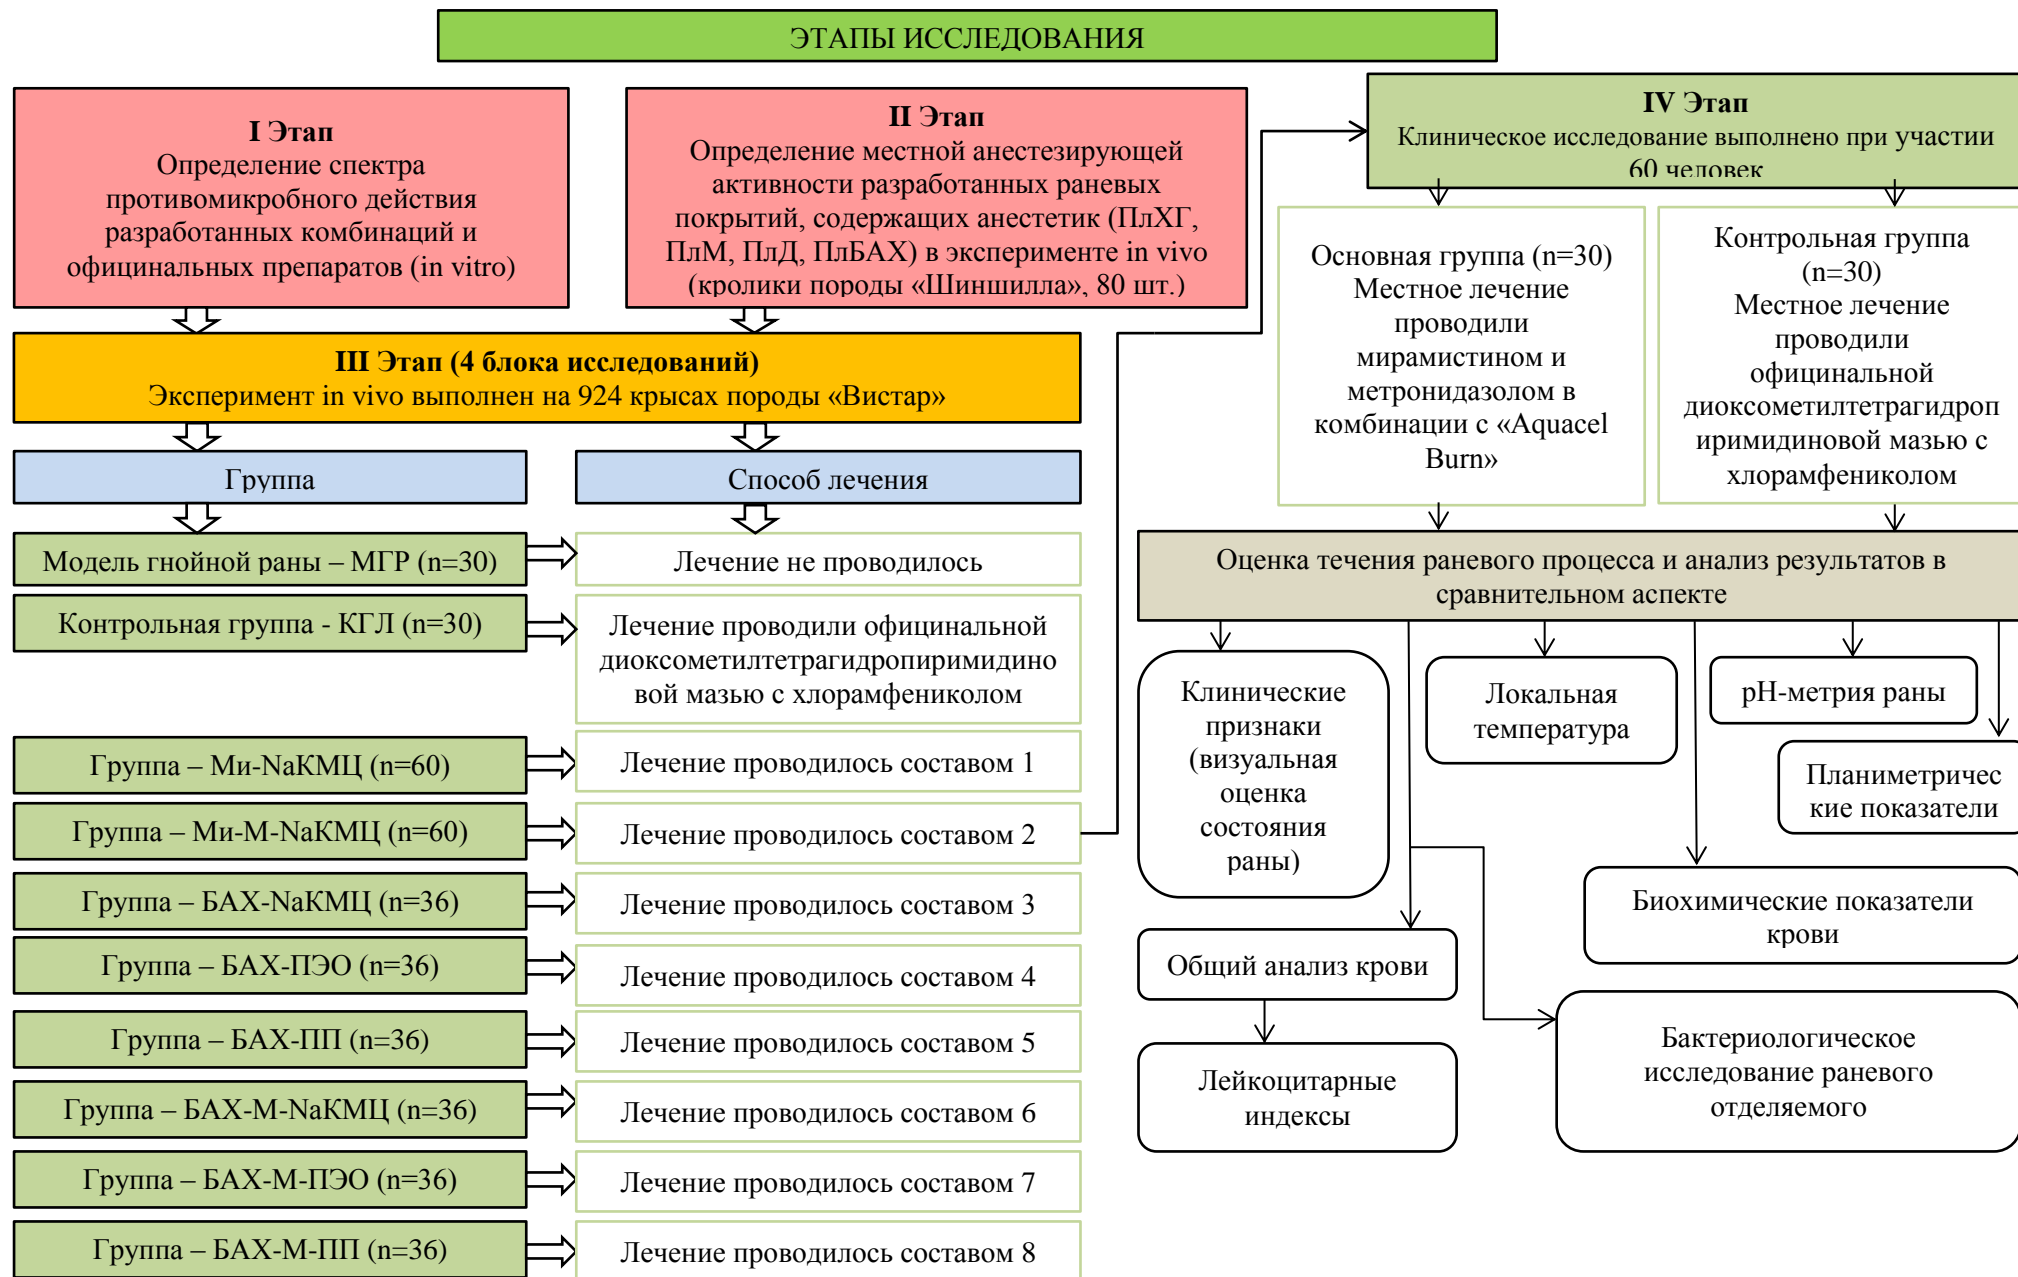 ЭТАПЫ ИССЛЕДОВАНИЯ
I Этап
Определение спектра
противомикробного действия
разработанных комбинаций и
официнальных препаратов (in vitro)
II Этап
Определение местной анестезирующей
активности разработанных раневых
покрытий, содержащих анестетик (ПлХГ,
ПлМ, ПлД, ПлБАХ) в эксперименте in vivo
(кролики породы «Шиншилла», 80 шт.)
III Этап (4 блока исследований)
Эксперимент in vivo выполнен на 924 крысах породы «Вистар»
Группа
Способ лечения
Модель гнойной раны – МГР (n=30)
Лечение не проводилось
Контрольная группа - КГЛ (n=30)
Лечение проводили официнальной
диоксометилтетрагидропиримидино
вой мазью с хлорамфениколом
Группа – Ми-NaКМЦ (n=60)
Лечение проводилось составом 1
Группа – Ми-М-NaКМЦ (n=60)
Лечение проводилось составом 2
Группа – БАХ-NaКМЦ (n=36)
Лечение проводилось составом 3
Группа – БАХ-ПЭО (n=36)
Лечение проводилось составом 4
Группа – БАХ-ПП (n=36)
Лечение проводилось составом 5
Группа – БАХ-М-NaКМЦ (n=36)
Лечение проводилось составом 6
Группа – БАХ-М-ПЭО (n=36)
Лечение проводилось составом 7
Группа – БАХ-М-ПП (n=36)
Лечение проводилось составом 8
IV Этап
Клиническое исследование выполнено при участии
60 человек
Основная группа (n=30)
Местное лечение
проводили
мирамистином и
метронидазолом в
комбинации с «Aquacel
Burn»
Контрольная группа
(n=30)
Местное лечение
проводили
официнальной
диоксометилтетрагидроп
иримидиновой мазью с
хлорамфениколом
Оценка течения раневого процесса и анализ результатов в
сравнительном аспекте
Клинические
признаки
(визуальная
оценка
состояния
раны)
Локальная
температура
pH-метрия раны
Планиметричес
кие показатели
Биохимические показатели
крови
Общий анализ крови
Лейкоцитарные
индексы
Бактериологическое
исследование раневого
отделяемого